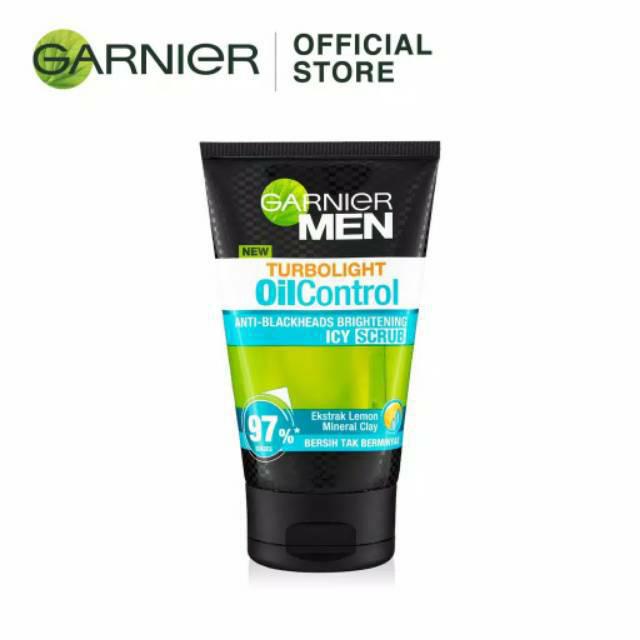 GARNIER
OFFICIAL
STORE
GARNIER
MEN
NEW
TURBOLIGHT
OilControl
ANTI-BLACKHEADS BRIGHTENING
ICY SCRUB
97%*
Ekstrak Lemon
Mineral Clay
BERSIH TAK BERMINYAK